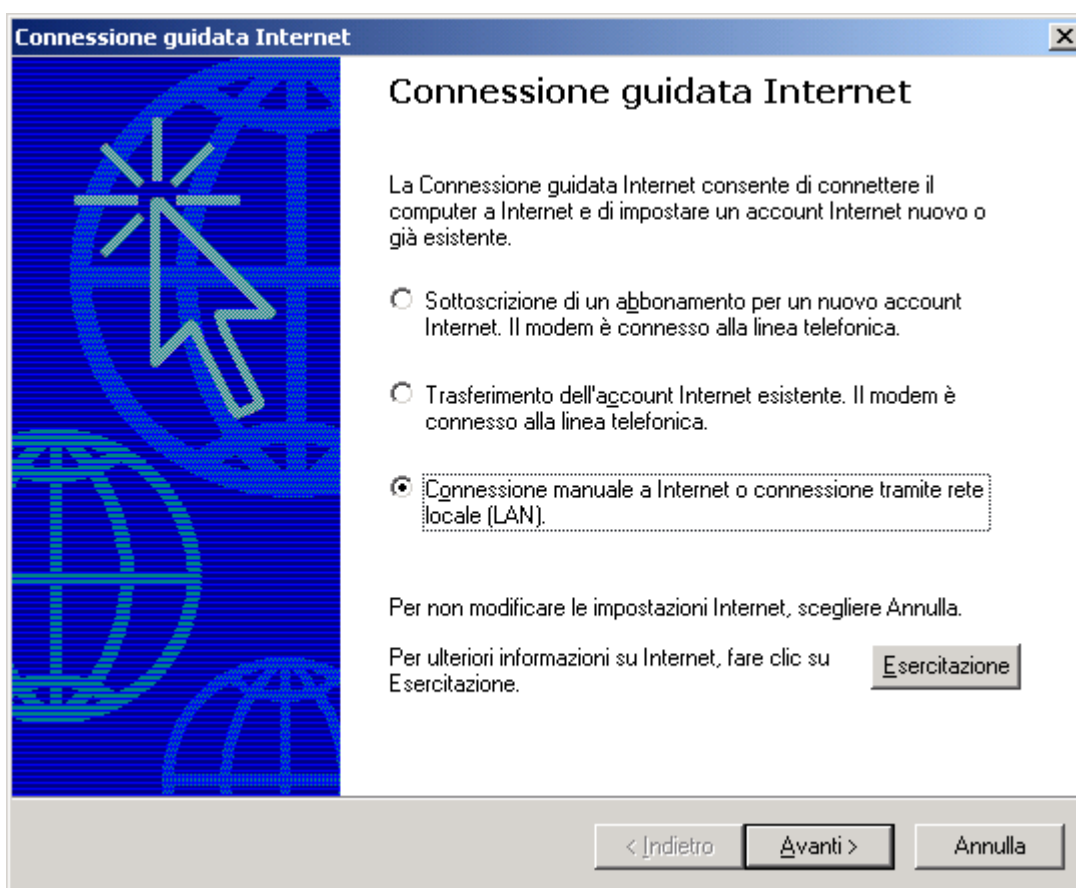 Connessione guidata Internet
Connessione guidata Internet
La Connessione guidata Internet consente di connettere il
computer a Internet e di impostare un account Internet nuovo o
già esistente.
Sottoscrizione di un abbonamento per un nuovo account
Internet. Il modem è connesso alla linea telefonica.
Trasferimento dell'account Internet esistente. Il modem è
connesso alla linea telefonica.
Connessione manuale a Internet o connessione tramite rete
locale (LAN).
Per non modificare le impostazioni Internet, scegliere Annulla.
Per ulteriori informazioni su Internet, fare clic su
Esercitazione.
Esercitazione
< Indietro
Avanti >
Annulla